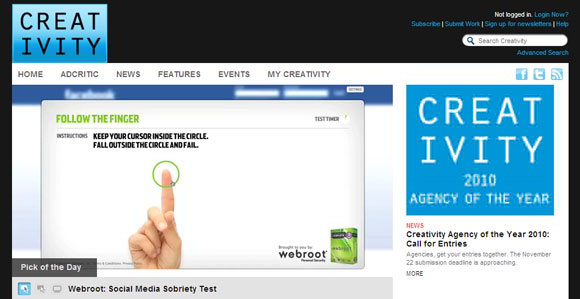 CREAT
IVITY
Not logged in. Login Now?
Subscribe | Submit Work | Sign up for newsletters | Help
Search Creativity
Advanced Search
HOME ADCRITIC NEWS FEATURES EVENTS MY CREATIVITY
facebook
FOLLOW THE FINGER
TEST TIMER
INSTRUCTIONS
KEEP YOUR CURSOR INSIDE THE CIRCLE.
FALL OUTSIDE THE CIRCLE AND FAIL.
Brought to you by
webroot
Personal Security
Pick of the Day
Webroot: Social Media Sobriety Test
CREAT
IVITY
2010
AGENCY OF THE YEAR
NEWS
Creativity Agency of the Year 2010:
Call for Entries
Agencies, get your entries together. The November
22 submission deadline is approaching.
MORE